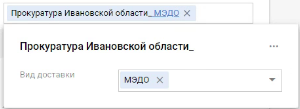 Прокуратура Ивановской области_ МЭДО ×
Прокуратура Ивановской области_ ...
Вид доставки МЭДО ×